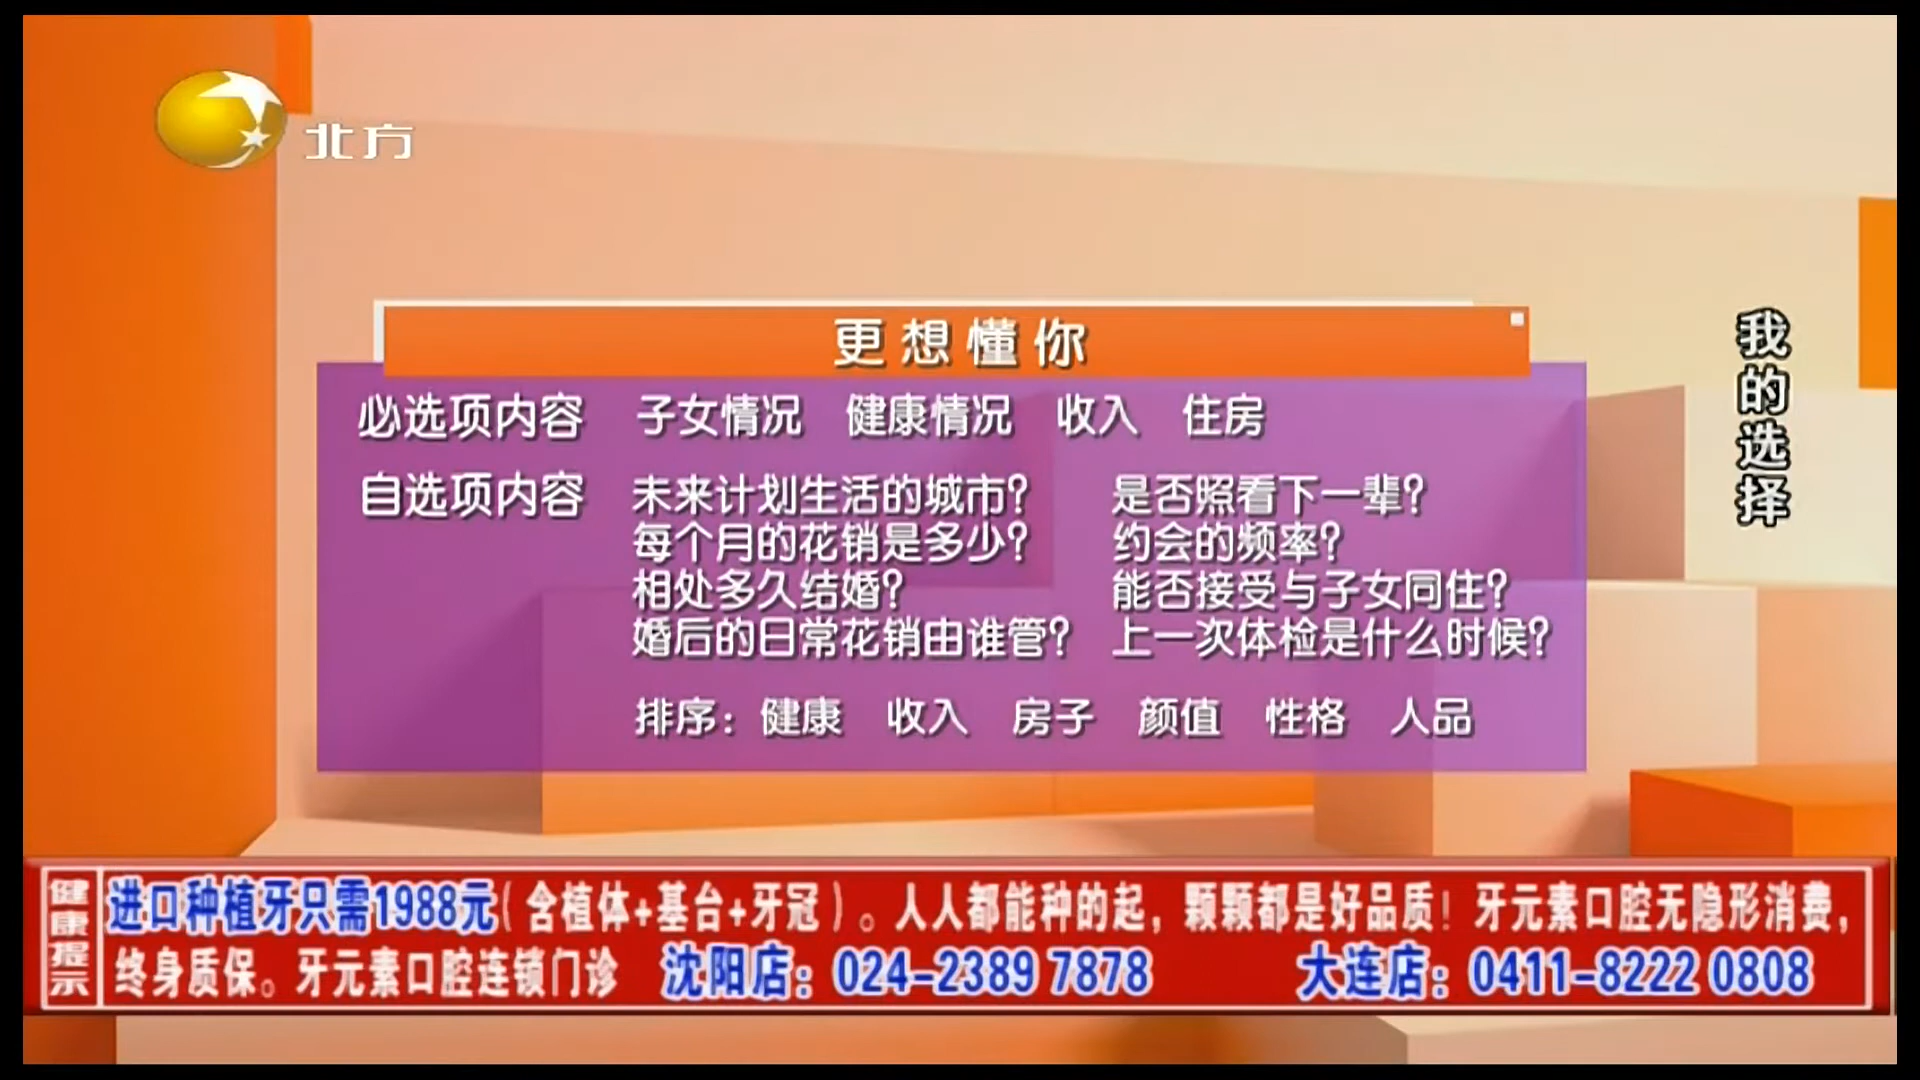 北方
更想懂你
我的选择
必选项内容 子女情况 健康情况 收入 住房
自选项内容 未来计划生活的城市? 是否照看下一辈?
每个月的花销是多少? 约会的频率?
相处多久结婚? 能否接受与子女同住?
婚后的日常花销由谁管? 上一次体检是什么时候?
排序: 健康 收入 房子 颜值 性格 人品
健康提示
进口种植牙只需1988元(含植体+基台+牙冠)。人人都能种的起,颗颗都是好品质!牙元素口腔无隐形消费,
终身质保。牙元素口腔连锁门诊 沈阳店:024-2389 7878 大连店:0411-8222 0808